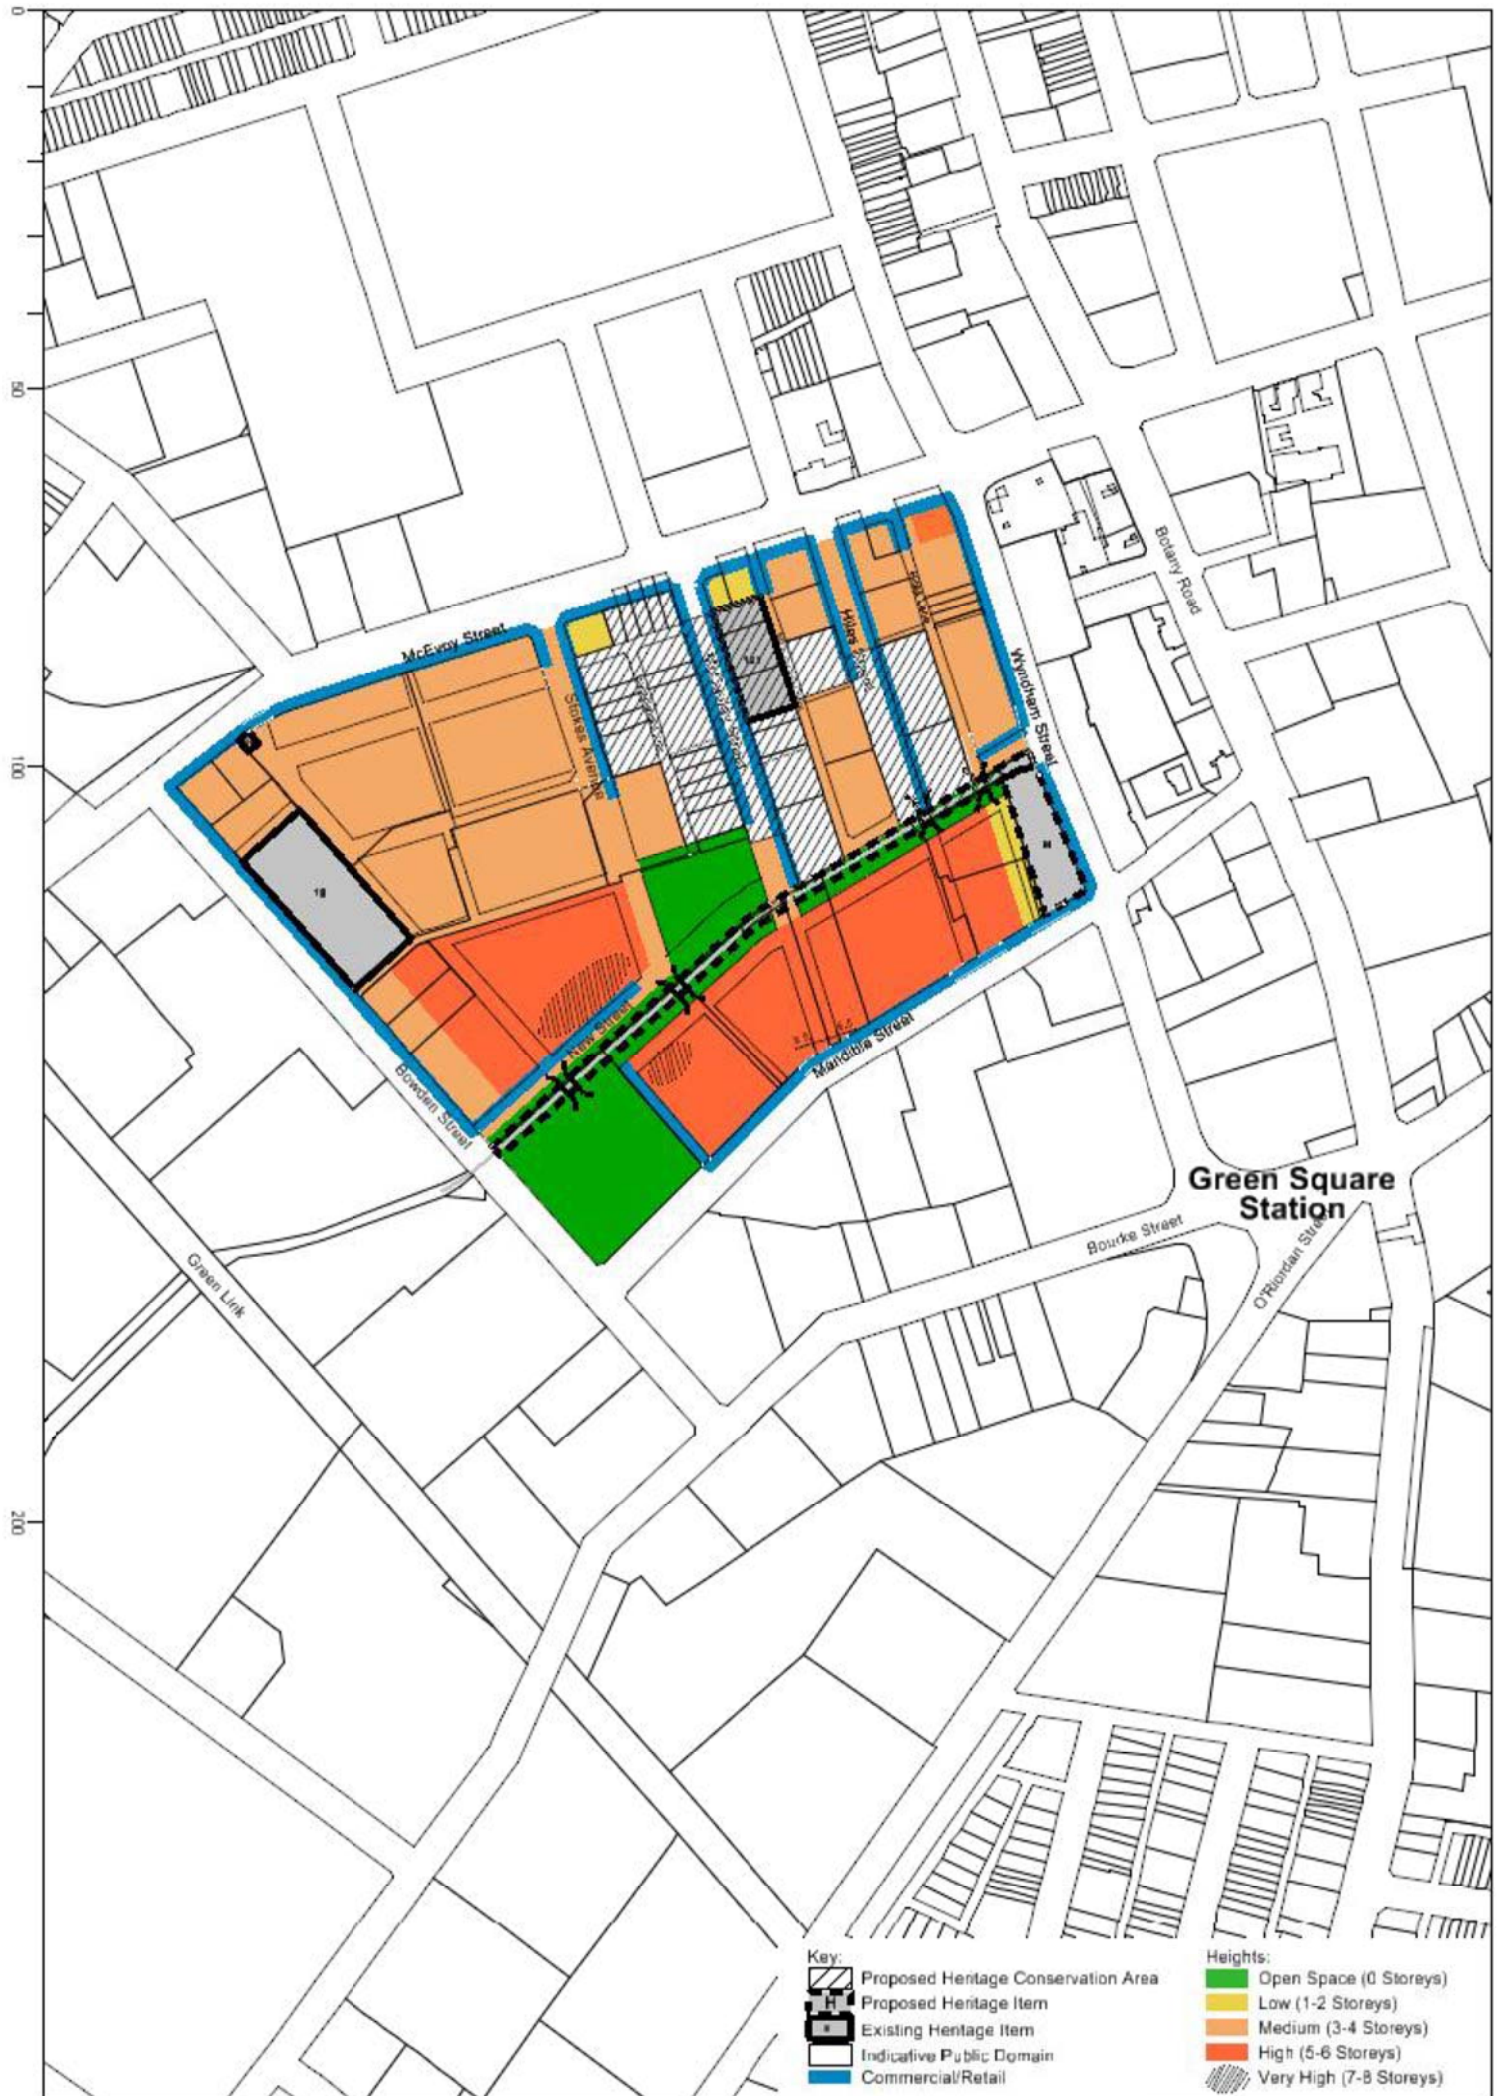 0
50
100
200
Botany Road
McEvoy Street
Stokes Avenue
Hiles Street
Wyndham Street
121
H
19
New Street
Mandible Street
Bowden Street
Green Square
Station
Green Link
Bourke Street
O'Riordan Street
Key:
Proposed Heritage Conservation Area
H Proposed Heritage Item
Existing Heritage Item
Indicative Public Domain
Commercial/Retail
Heights:
Open Space (0 Storeys)
Low (1-2 Storeys)
Medium (3-4 Storeys)
High (5-6 Storeys)
Very High (7-8 Storeys)